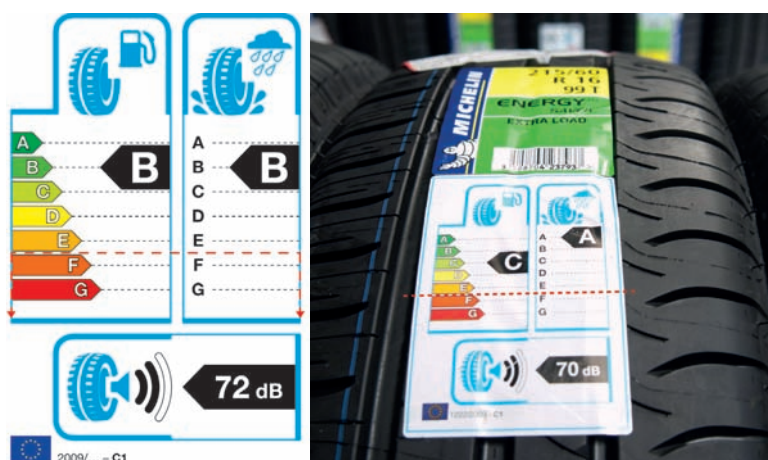 A
B
C
D
E
F
G
B
A
B
C
D
E
F
G
B
72 dB
2009/ – C1
MICHELIN
215/60
R 16
99 T
ENERGY
EXTRA LOAD
A
B
C
D
E
F
G
C
A
B
C
D
E
F
G
A
70 dB
– C1